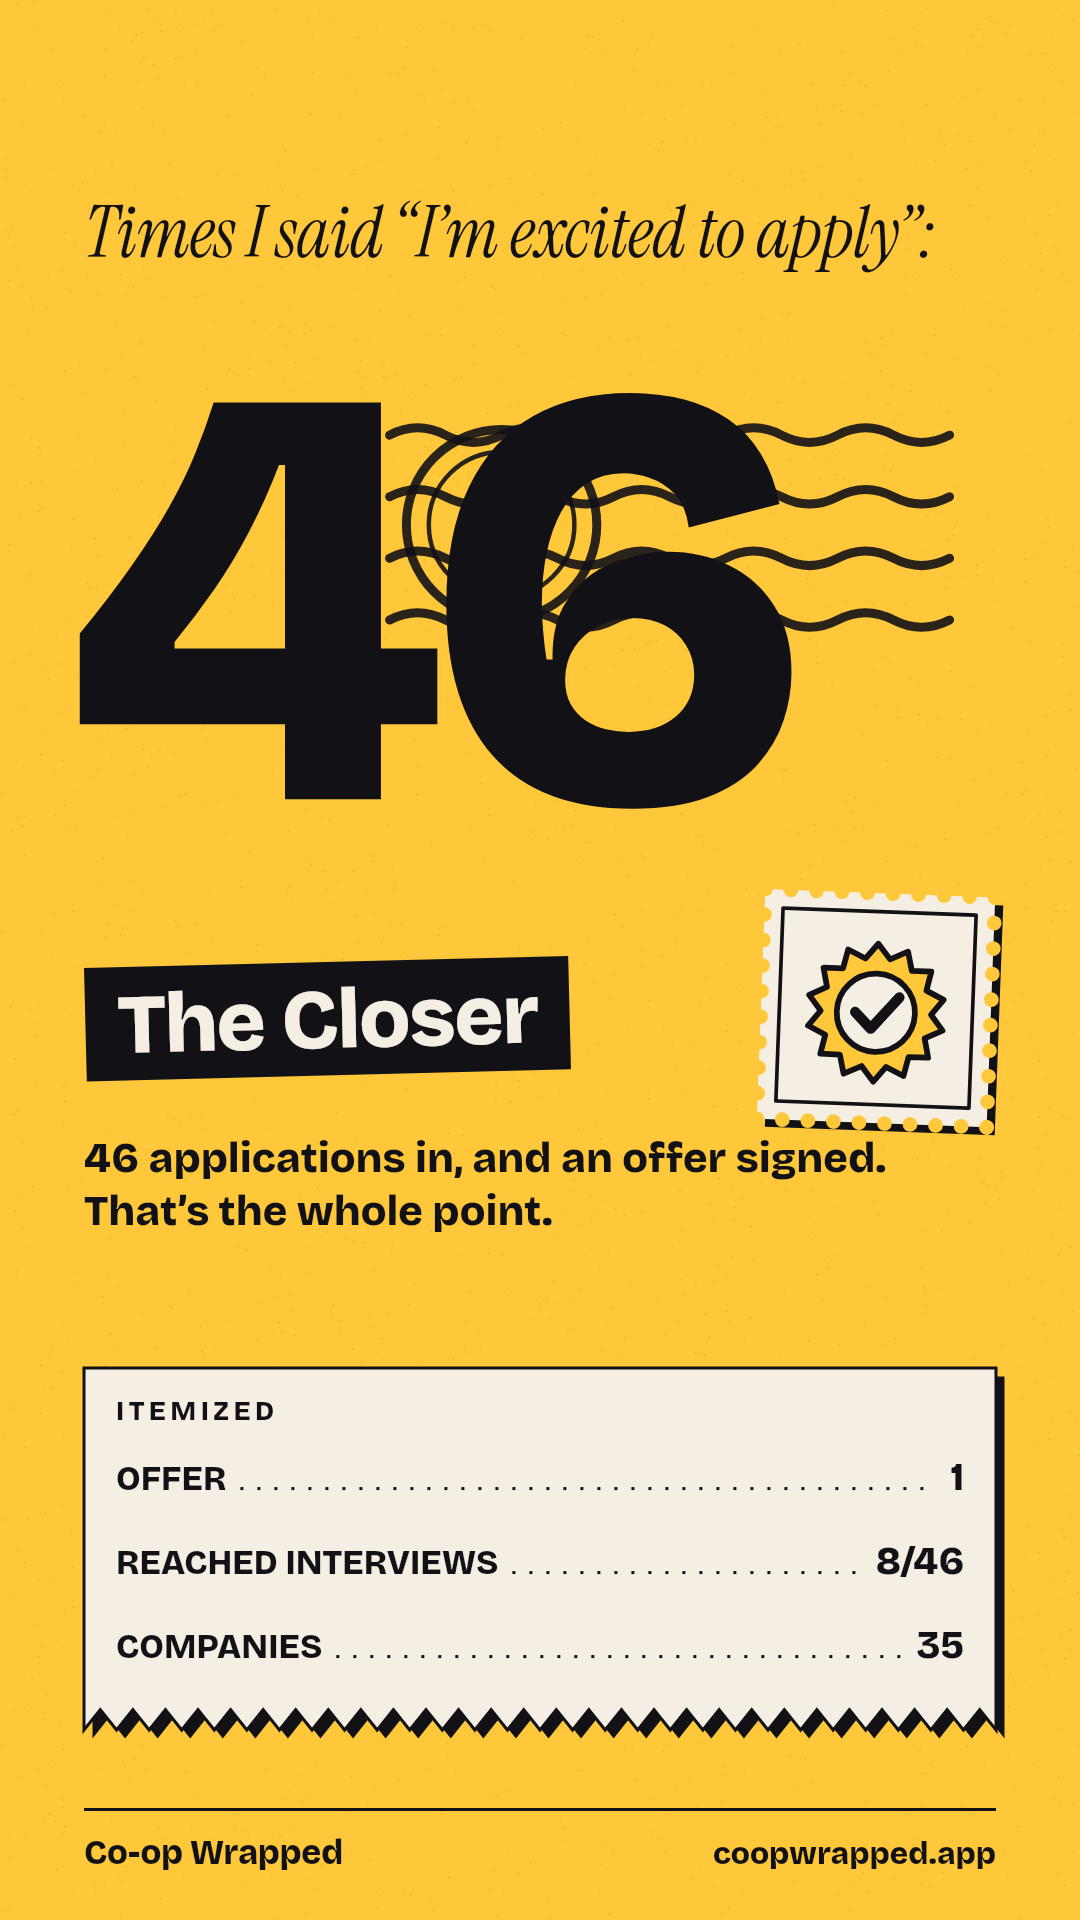 Times I said “I’m excited to apply”:
46
The Closer
46 applications in, and an offer signed.
That’s the whole point.
ITEMIZED
OFFER . . . . . . . . . . . . . . . . . . . . . . . . . . . . . . . . . . . . . . . . . 1
REACHED INTERVIEWS . . . . . . . . . . . . . . . . . . . . . 8/46
COMPANIES . . . . . . . . . . . . . . . . . . . . . . . . . . . . . . . . . . 35
Co-op Wrapped
coopwrapped.app